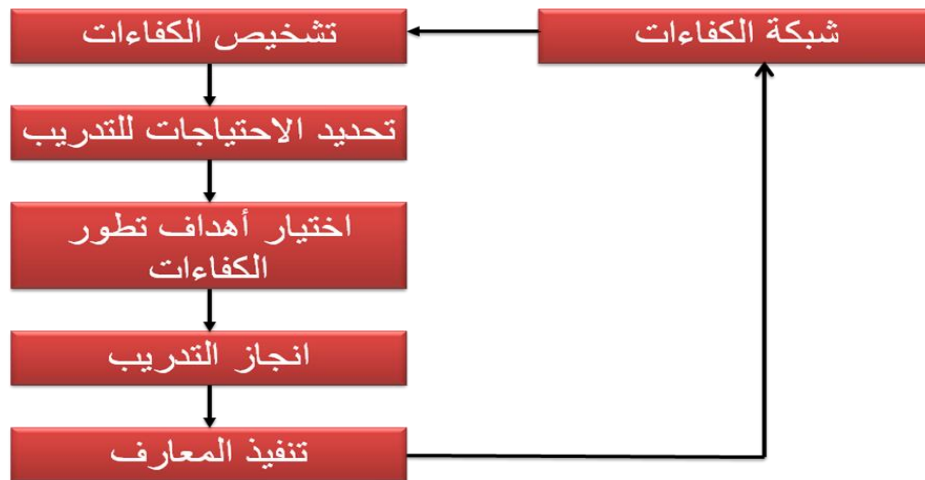 شبكة الكفاءات
تشخيص الكفاءات
تحديد الاحتياجات للتدريب
اختيار أهداف تطور
الكفاءات
انجاز التدريب
تنفيذ المعارف